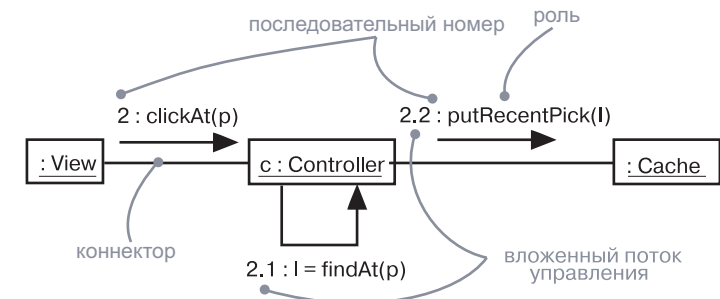 последовательный номер
роль
2 : clickAt(p)
2.2 : putRecentPick(l)
: View
c : Controller
: Cache
коннектор
2.1 : l = findAt(p)
вложенный поток
управления